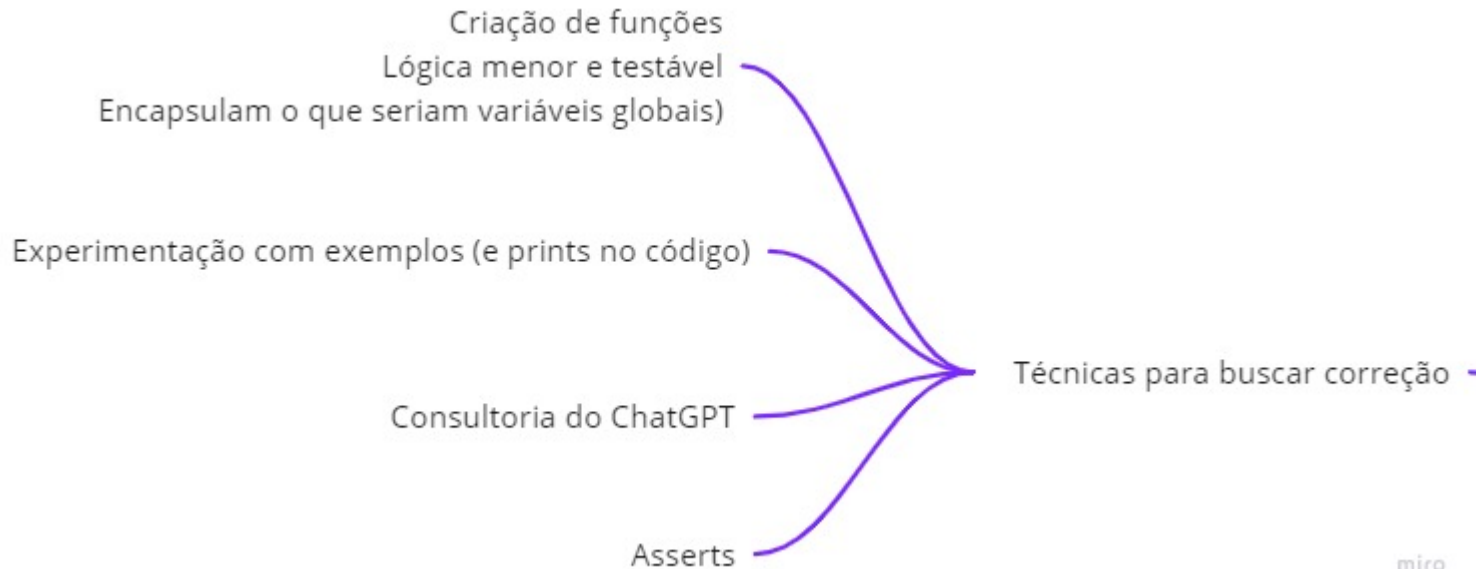 Criação de funções
Lógica menor e testável
Encapsulam o que seriam variáveis globais)
Experimentação com exemplos (e prints no código)
Técnicas para buscar correção
Consultoria do ChatGPT
Asserts
miro